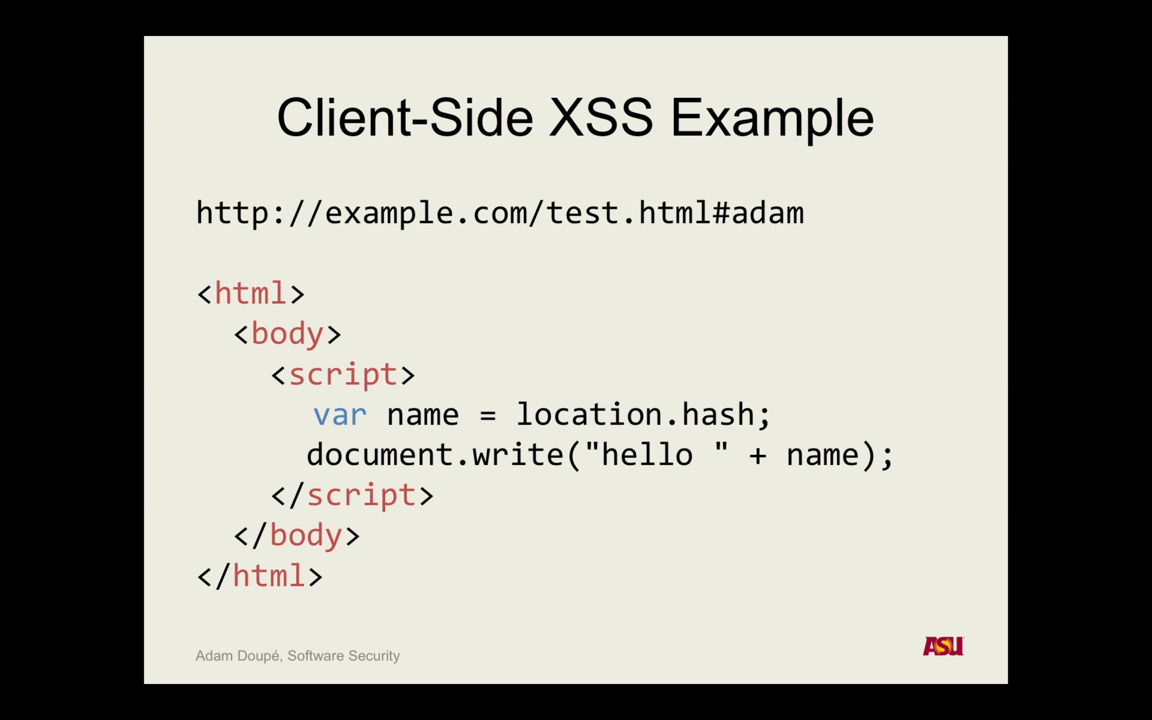 Client-Side XSS Example
http://example.com/test.html#adam
<html>
<body>
<script>
var name = location.hash;
document.write("hello " + name);
</script>
</body>
</html>
Adam Doupé, Software Security
ASU